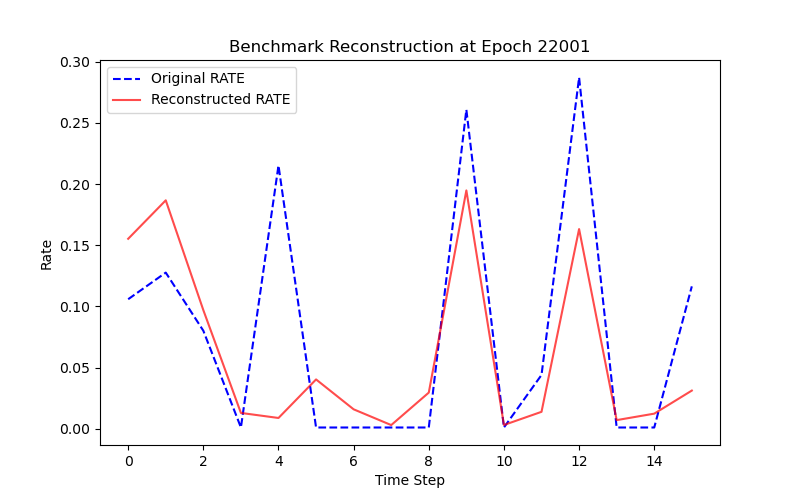 Benchmark Reconstruction at Epoch 22001
Original RATE
Reconstructed RATE
0.30
0.25
0.20
0.15
0.10
0.05
0.00
Rate
0 2 4 6 8 10 12 14
Time Step